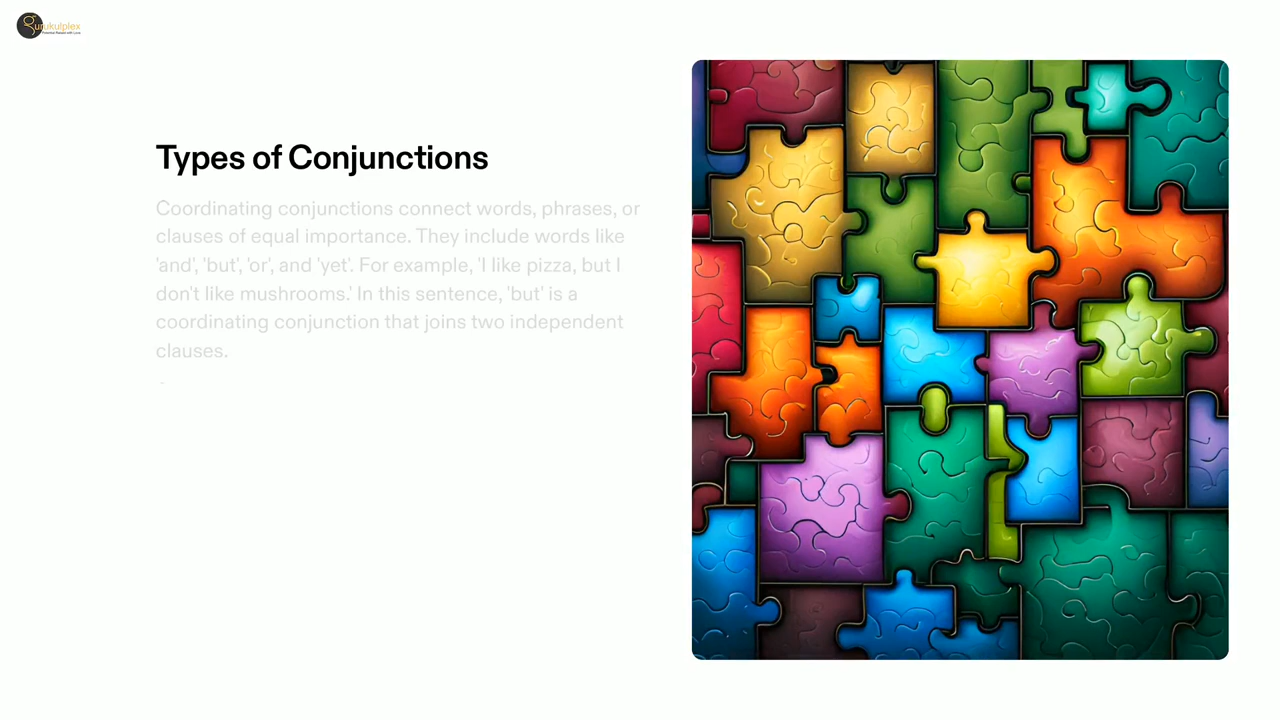 urukulplex
Types of Conjunctions
Coordinating conjunctions connect words, phrases, or
clauses of equal importance. They include words like
'and', 'but', 'or', and 'yet'. For example, 'I like pizza, but I
don't like mushrooms.' In this sentence, 'but' is a
coordinating conjunction that joins two independent
clauses.